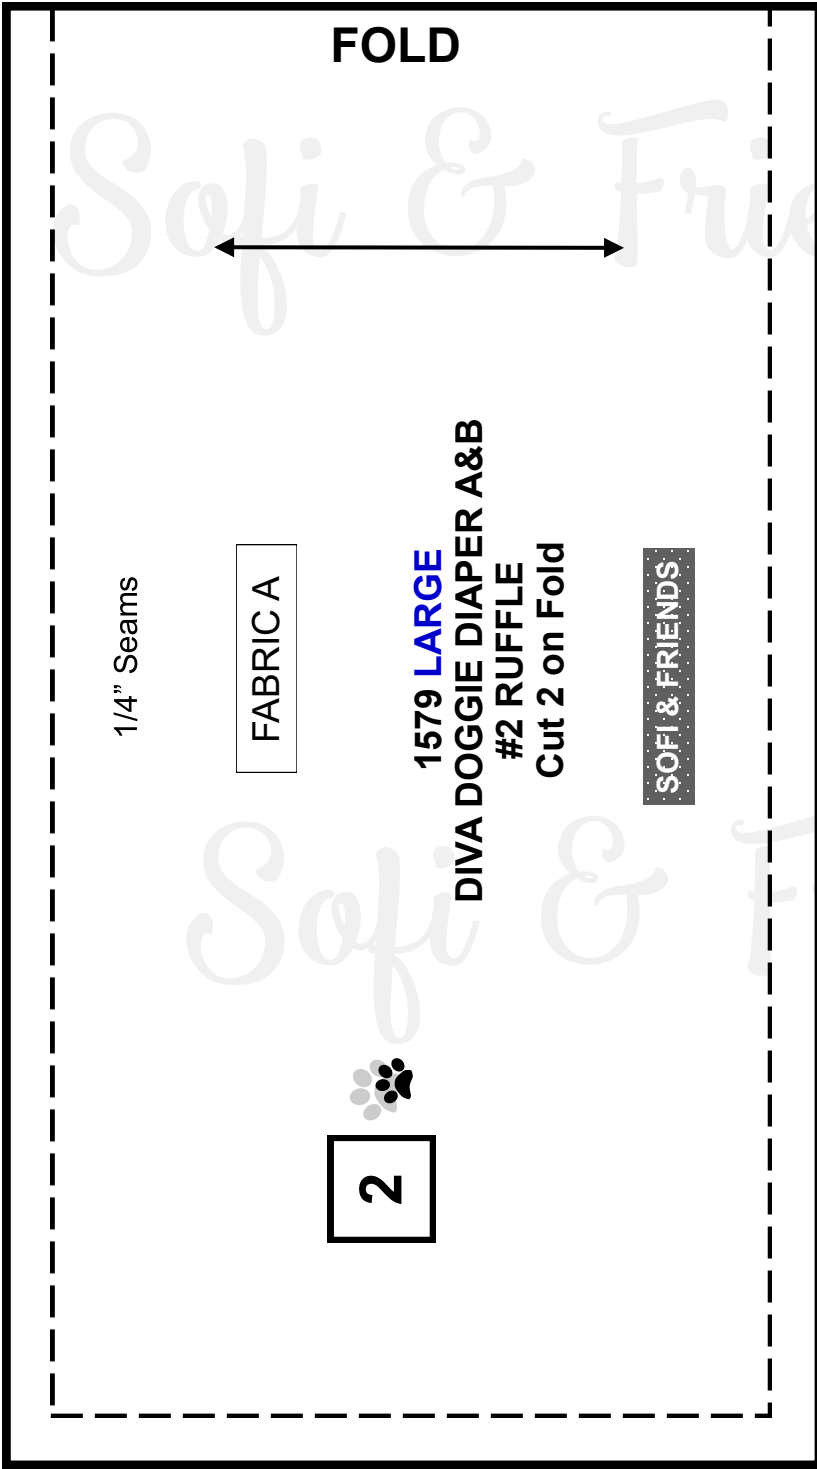 FOLD
Sofi & Frie
1/4” Seams
FABRIC A
1579 LARGE
DIVA DOGGIE DIAPER A&B
#2 RUFFLE
Cut 2 on Fold
SOFI & FRIENDS
Sofi & F
2